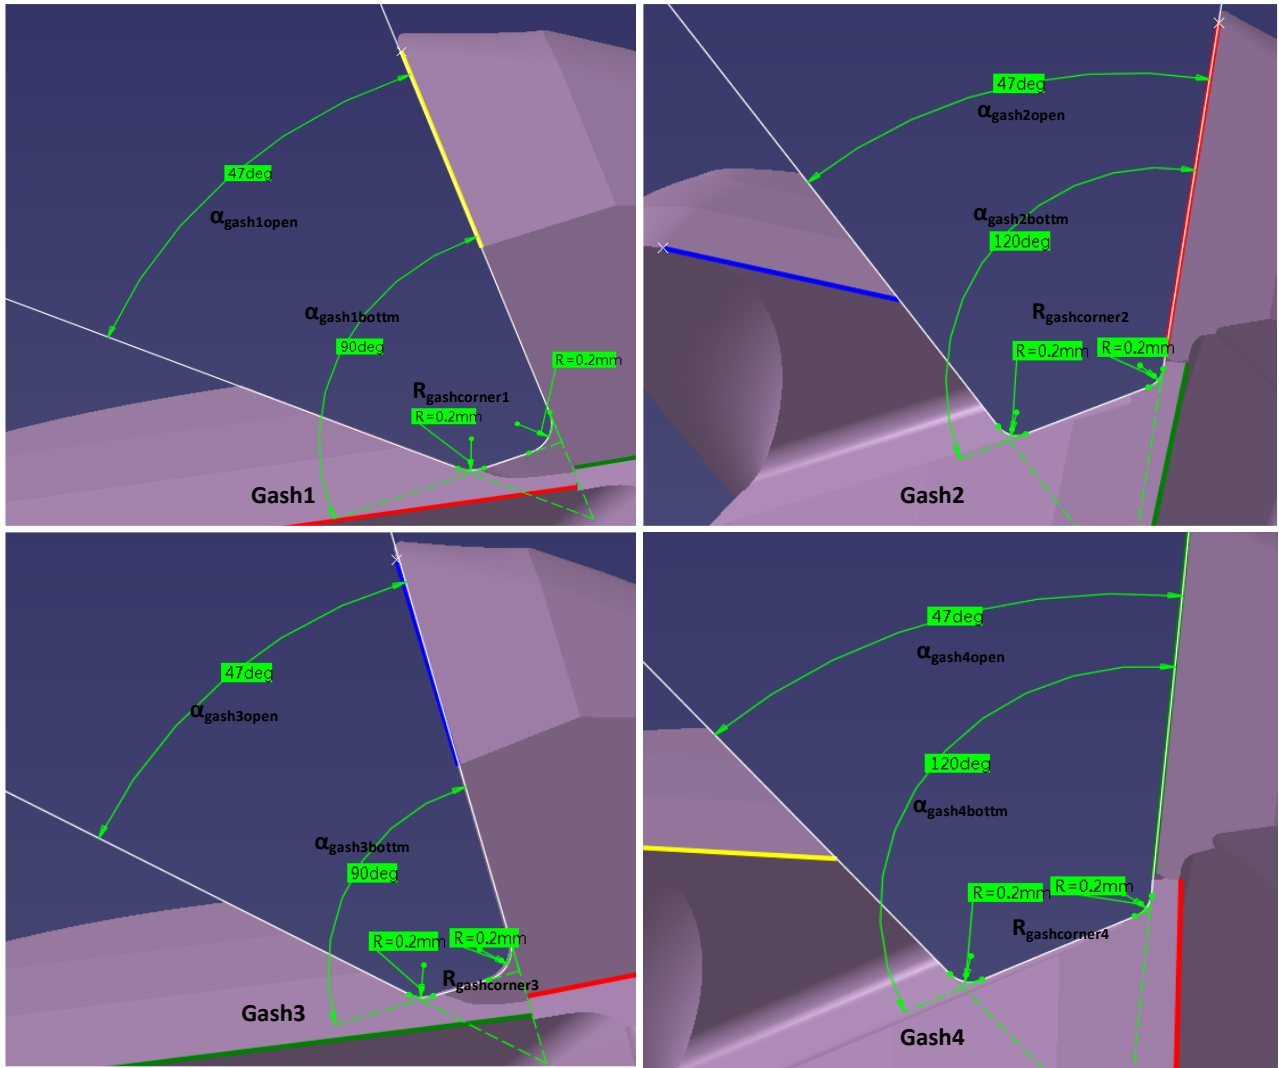 47deg
αgash1open
αgash1bottm
90deg
R=0.2mm
Rgashcorner1
R=0.2mm
Gash1
47deg
αgash2open
αgash2bottm
120deg
Rgashcorner2
R=0.2mm
R=0.2mm
Gash2
47deg
αgash3open
αgash3bottm
90deg
R=0.2mm
R=0.2mm
Rgashcorner3
Gash3
47deg
αgash4open
120deg
αgash4bottm
R=0.2mm
R=0.2mm
Rgashcorner4
Gash4